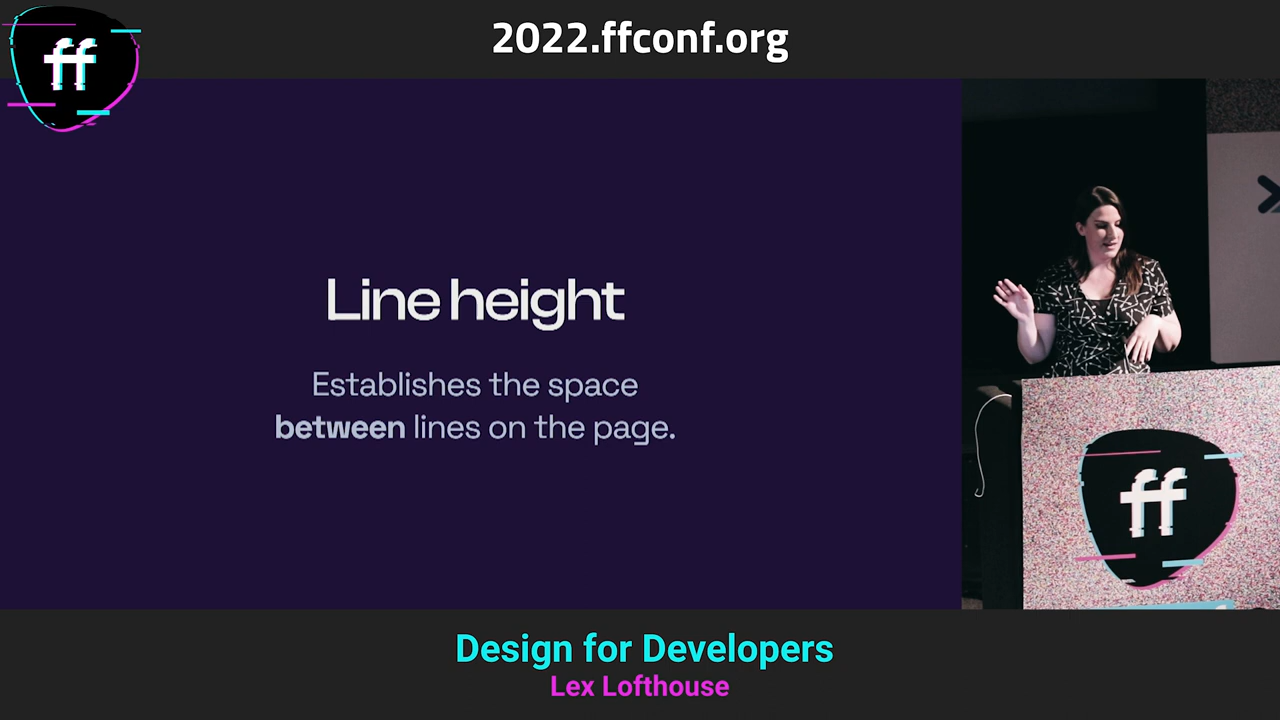 2022.ffconf.org
ff
Line height
Establishes the space
between lines on the page.
ff
Design for Developers
Lex Lofthouse